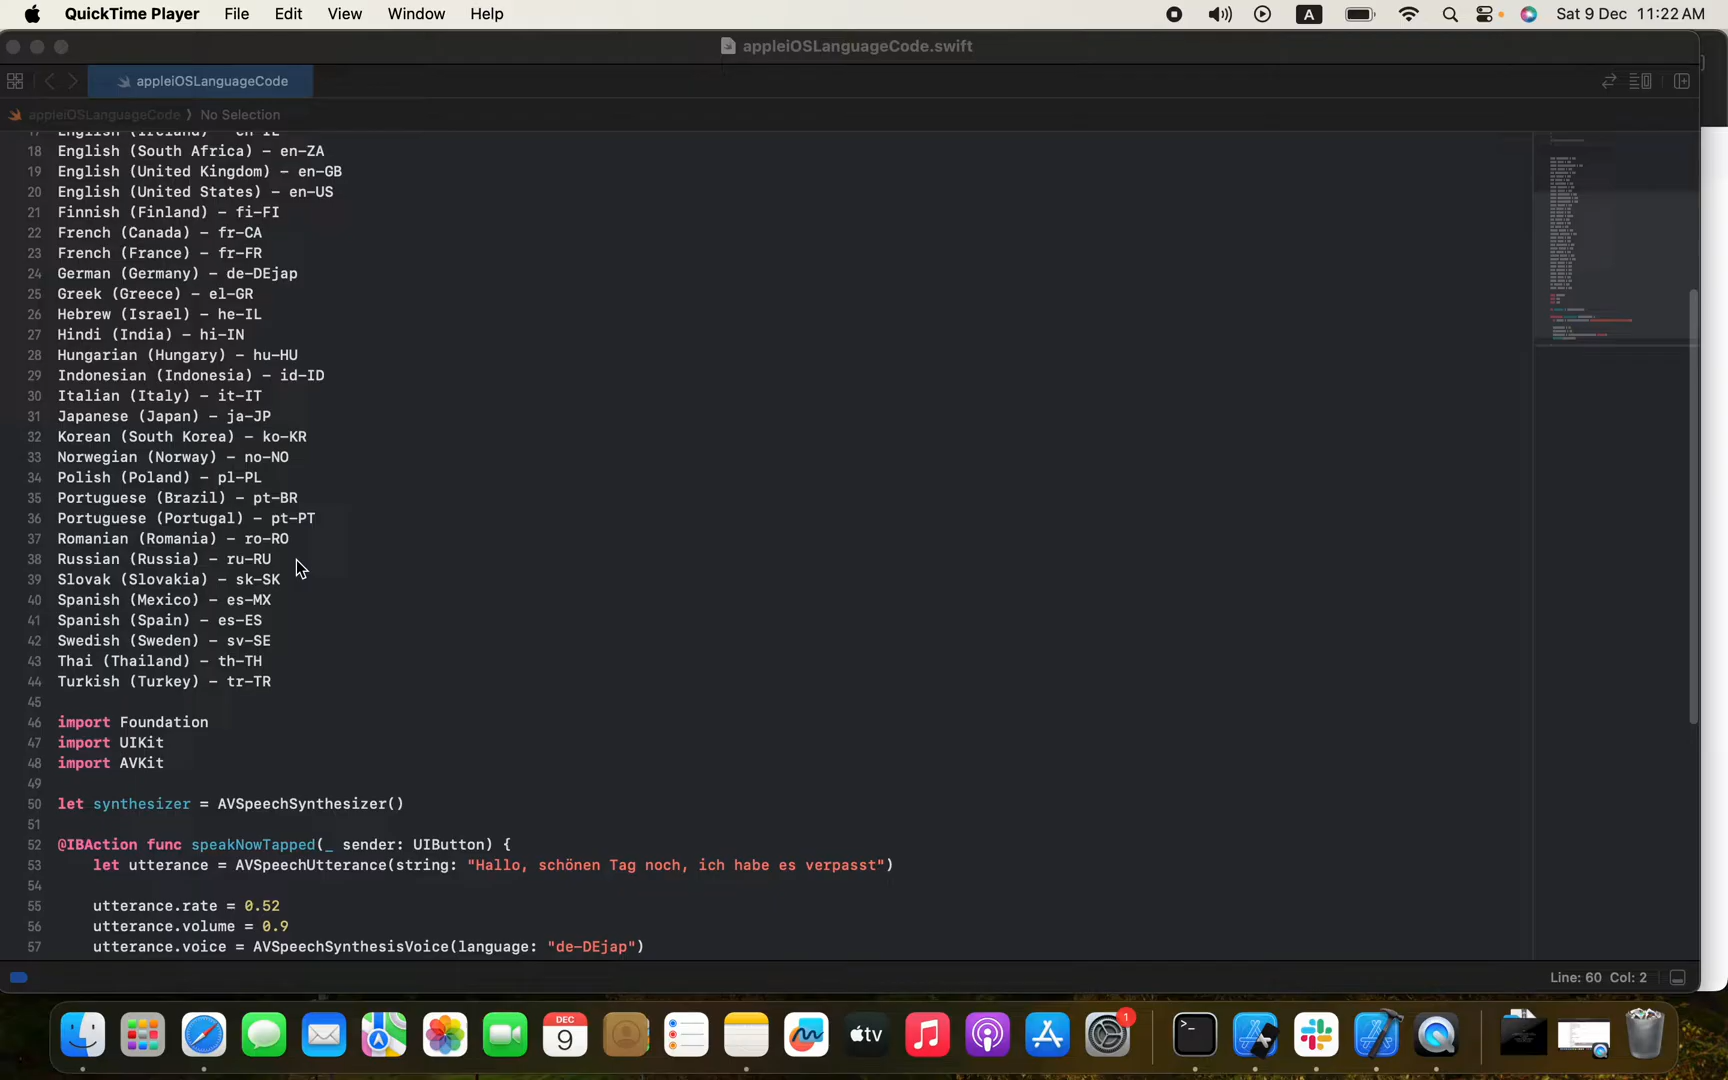 QuickTime Player File Edit View Window Help A Sat 9 Dec 11:22 AM
appleiOSLanguageCode.swift
appleiOSLanguageCode
appleiOSLanguageCode › No Selection
17 English (Ireland) – en-IE
18 English (South Africa) – en-ZA
19 English (United Kingdom) – en-GB
20 English (United States) – en-US
21 Finnish (Finland) – fi-FI
22 French (Canada) – fr-CA
23 French (France) – fr-FR
24 German (Germany) – de-DEjap
25 Greek (Greece) – el-GR
26 Hebrew (Israel) – he-IL
27 Hindi (India) – hi-IN
28 Hungarian (Hungary) – hu-HU
29 Indonesian (Indonesia) – id-ID
30 Italian (Italy) – it-IT
31 Japanese (Japan) – ja-JP
32 Korean (South Korea) – ko-KR
33 Norwegian (Norway) – no-NO
34 Polish (Poland) – pl-PL
35 Portuguese (Brazil) – pt-BR
36 Portuguese (Portugal) – pt-PT
37 Romanian (Romania) – ro-RO
38 Russian (Russia) – ru-RU
39 Slovak (Slovakia) – sk-SK
40 Spanish (Mexico) – es-MX
41 Spanish (Spain) – es-ES
42 Swedish (Sweden) – sv-SE
43 Thai (Thailand) – th-TH
44 Turkish (Turkey) – tr-TR
45
46 import Foundation
47 import UIKit
48 import AVKit
49
50 let synthesizer = AVSpeechSynthesizer()
51
52 @IBAction func speakNowTapped(_ sender: UIButton) {
53 let utterance = AVSpeechUtterance(string: "Hallo, schönen Tag noch, ich habe es verpasst")
54
55 utterance.rate = 0.52
56 utterance.volume = 0.9
57 utterance.voice = AVSpeechSynthesisVoice(language: "de-DEjap")
Line: 60 Col: 2
DEC
9
tv
1